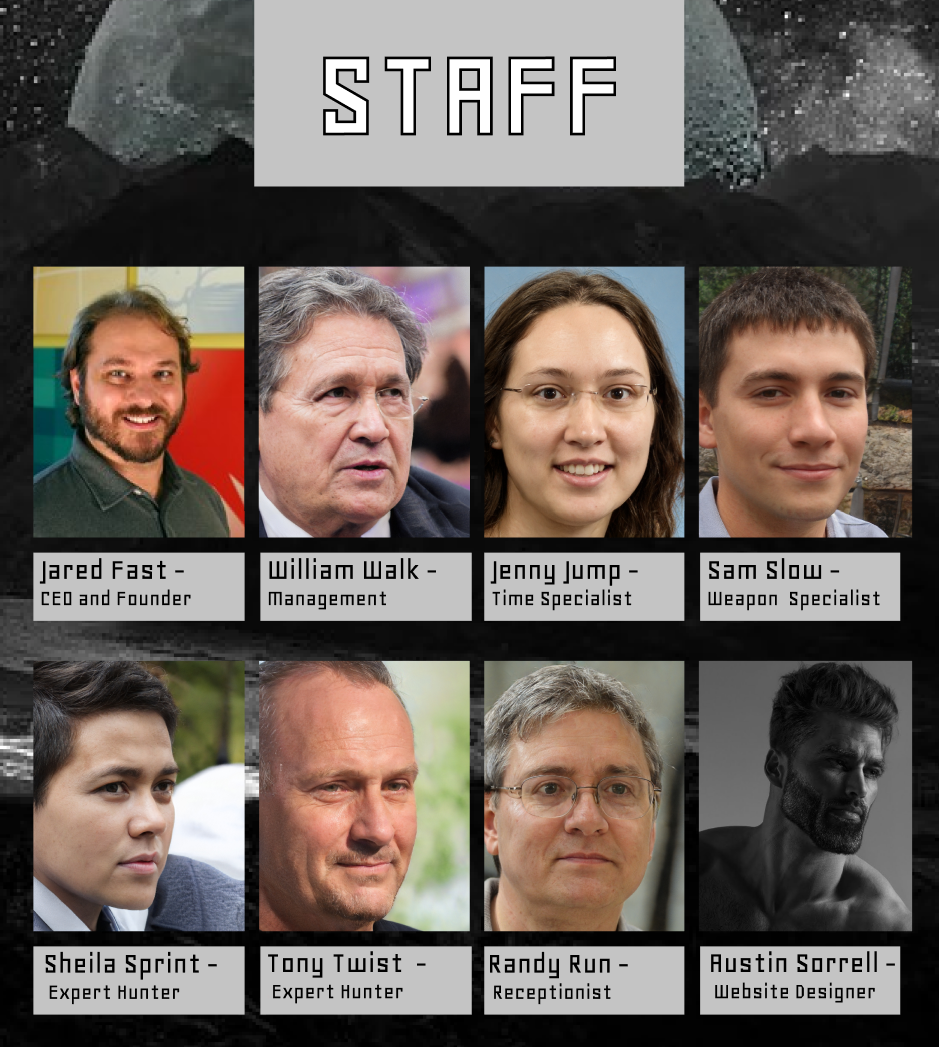 STAFF
Jared Fast -
CEO and Founder
William Walk -
Management
Jenny Jump -
Time Specialist
Sam Slow -
Weapon Specialist
Sheila Sprint -
Expert Hunter
Tony Twist -
Expert Hunter
Randy Run -
Receptionist
Austin Sorrell -
Website Designer